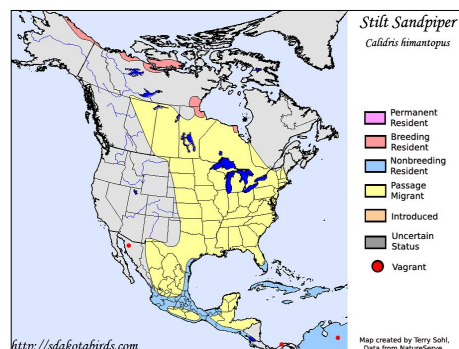 Stilt Sandpiper
Calidris himantopus
Permanent
Resident
Breeding
Resident
Nonbreeding
Resident
Passage
Migrant
Introduced
Uncertain
Status
Vagrant
http://sdakotabirds.com
Map created by Terry Sohl,
Data from NatureServe